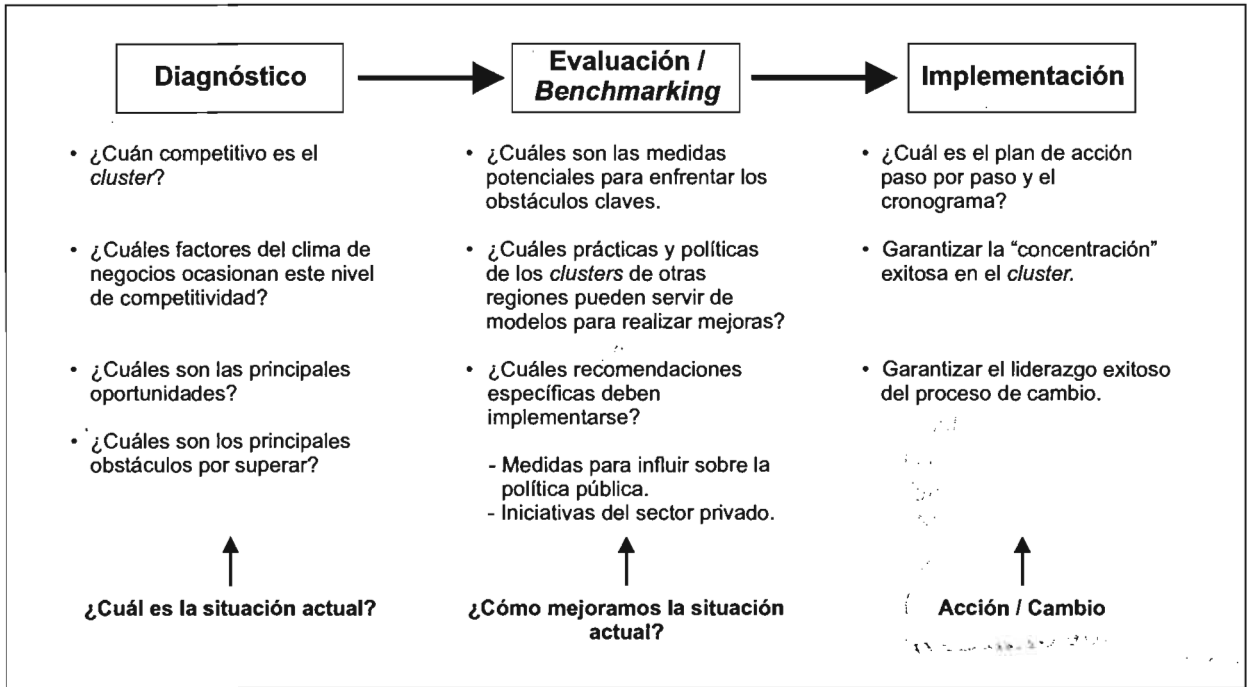 Diagnóstico
• ¿Cuán competitivo es el
cluster?
• ¿Cuáles factores del clima de
negocios ocasionan este nivel
de competitividad?
• ¿Cuáles son las principales
oportunidades?
• ¿Cuáles son los principales
obstáculos por superar?
¿Cuál es la situación actual?
Evaluación /
Benchmarking
• ¿Cuáles son las medidas
potenciales para enfrentar los
obstáculos claves.
• ¿Cuáles prácticas y políticas
de los clusters de otras
regiones pueden servir de
modelos para realizar mejoras?
• ¿Cuáles recomendaciones
específicas deben
implementarse?
- Medidas para influir sobre la
política pública.
- Iniciativas del sector privado.
¿Cómo mejoramos la situación
actual?
Implementación
• ¿Cuál es el plan de acción
paso por paso y el
cronograma?
• Garantizar la “concentración”
exitosa en el cluster.
• Garantizar el liderazgo exitoso
del proceso de cambio.
Acción / Cambio